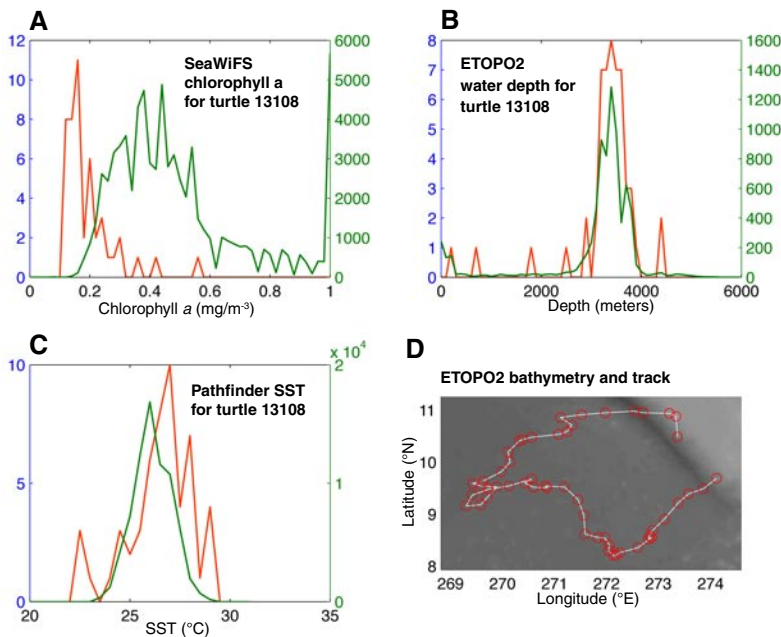 A
SeaWiFS
chlorophyll a
for turtle 13108
12
10
8
6
4
2
0
6000
5000
4000
3000
2000
1000
0
0 0.2 0.4 0.6 0.8 1
Chlorophyll a (mg/m⁻³)
B
ETOPO2
water depth for
turtle 13108
8
7
6
5
4
3
2
1
0
1600
1400
1200
1000
800
600
400
200
0
0 2000 4000 6000
Depth (meters)
C
Pathfinder SST
for turtle 13108
10
5
0
x 10⁴
2
1
0
20 25 30 35
SST (°C)
D
ETOPO2 bathymetry and track
Latitude (°N)
11
10
9
8
269 270 271 272 273 274
Longitude (°E)